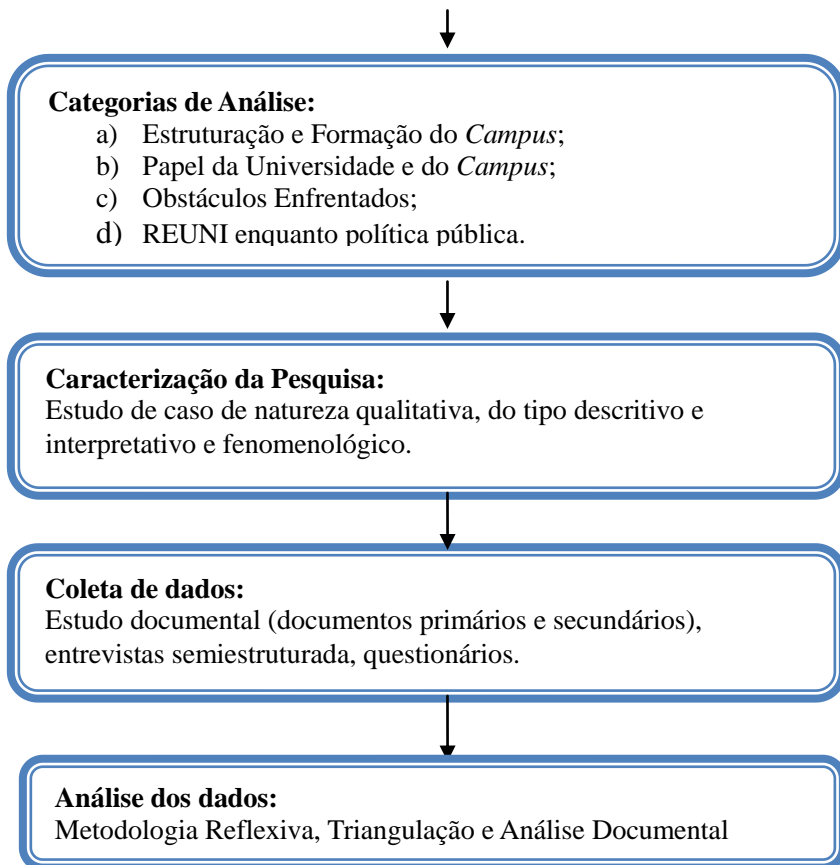 Categorias de Análise:
a) Estruturação e Formação do Campus;
b) Papel da Universidade e do Campus;
c) Obstáculos Enfrentados;
d) REUNI enquanto política pública.
Caracterização da Pesquisa:
Estudo de caso de natureza qualitativa, do tipo descritivo e
interpretativo e fenomenológico.
Coleta de dados:
Estudo documental (documentos primários e secundários),
entrevistas semiestruturada, questionários.
Análise dos dados:
Metodologia Reflexiva, Triangulação e Análise Documental